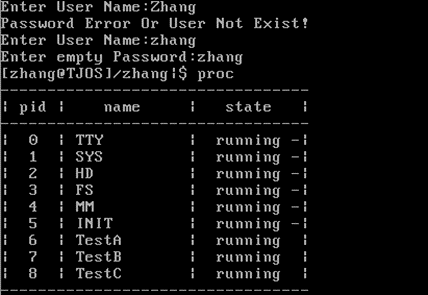 Enter User Name:Zhang
Password Error Or User Not Exist!
Enter User Name:zhang
Enter empty Password:zhang
[zhang@TJOS]/zhang¦$ proc
--------------------------------------
¦ pid ¦     name      ¦    state    ¦
--------------------------------------
¦  0  ¦ TTY           ¦   running -¦
¦  1  ¦ SYS           ¦   running -¦
¦  2  ¦ HD            ¦   running -¦
¦  3  ¦ FS            ¦   running -¦
¦  4  ¦ MM            ¦   running -¦
¦  5  ¦ INIT          ¦   running -¦
¦  6  ¦ TestA         ¦   running  ¦
¦  7  ¦ TestB         ¦   running  ¦
¦  8  ¦ TestC         ¦   running  ¦
--------------------------------------